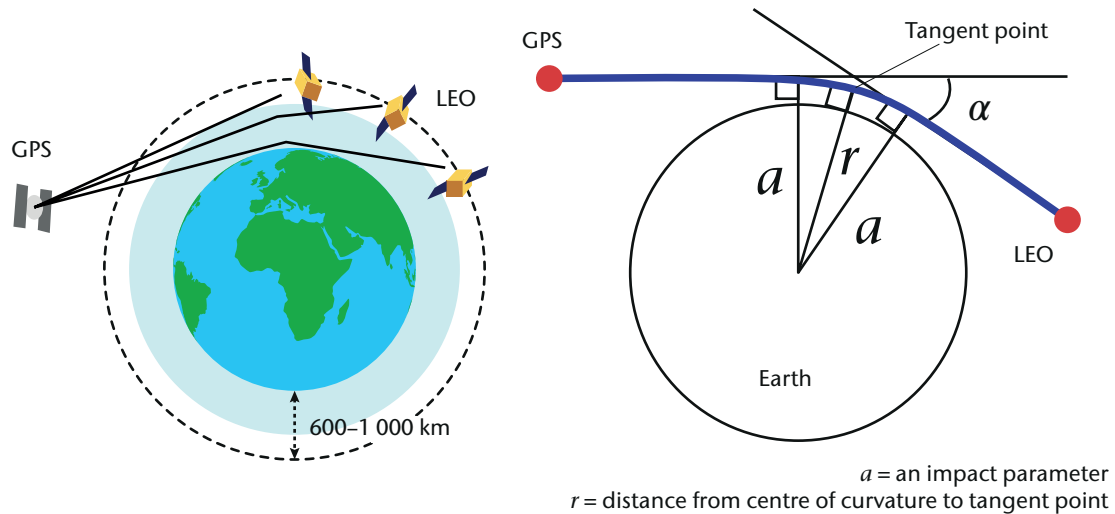 GPS
LEO
600–1 000 km
GPS
Tangent point
α
a
r
a
LEO
Earth
a = an impact parameter
r = distance from centre of curvature to tangent point